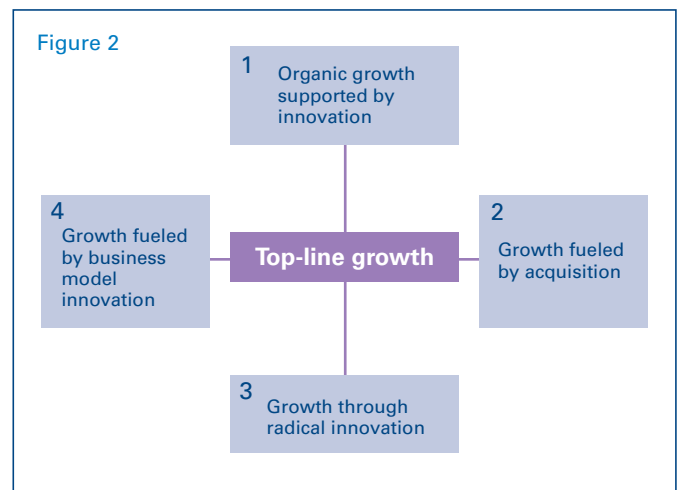 Figure 2
1
Organic growth
supported by
innovation
4
Growth fueled
by business
model
innovation
Top-line growth
2
Growth fueled
by acquisition
3
Growth through
radical innovation